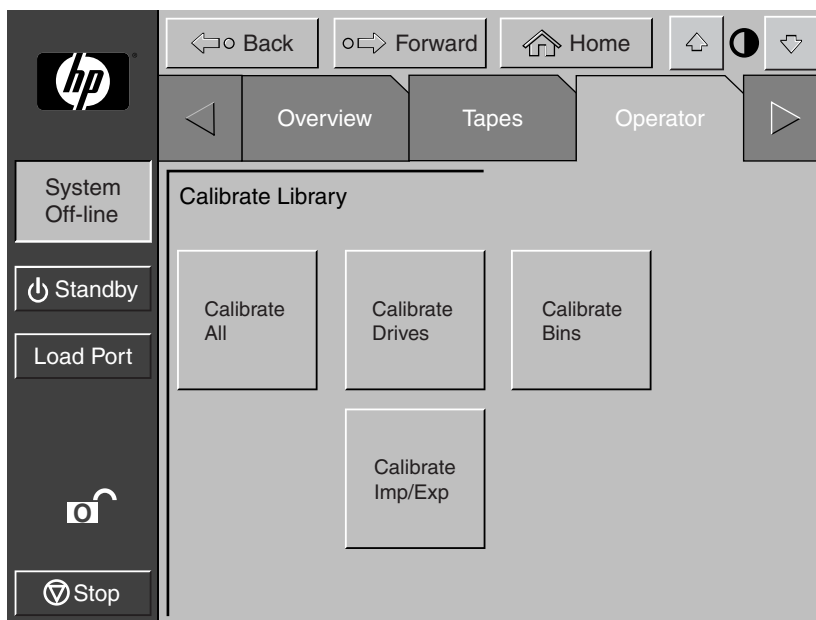 hp
Back
Forward
Home
Overview
Tapes
Operator
System
Off-line
Standby
Load Port
O
Stop
Calibrate Library
Calibrate
All
Calibrate
Drives
Calibrate
Bins
Calibrate
Imp/Exp